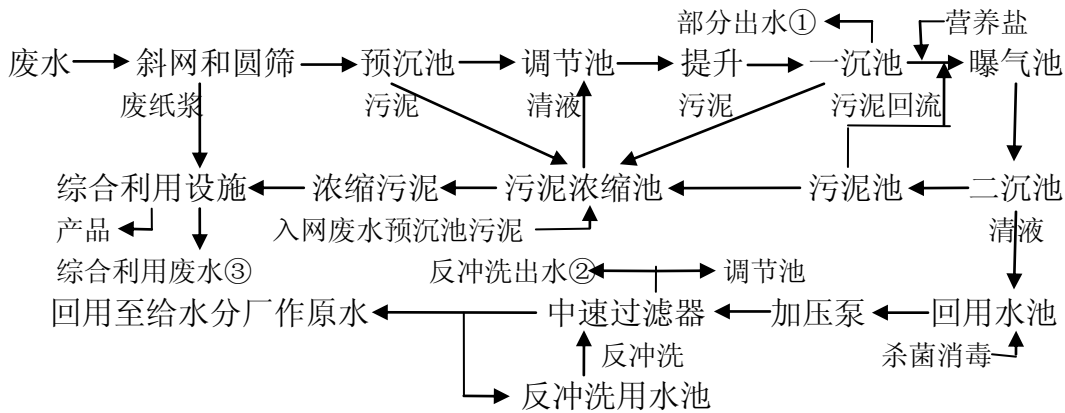 部分出水①
营养盐
废水
斜网和圆筛
预沉池
调节池
提升
一沉池
曝气池
废纸浆
污泥
清液
污泥
污泥回流
综合利用设施
浓缩污泥
污泥浓缩池
污泥池
二沉池
产品
入网废水预沉池污泥
清液
综合利用废水③
反冲洗出水②
调节池
回用至给水分厂作原水
中速过滤器
加压泵
回用水池
反冲洗
杀菌消毒
反冲洗用水池